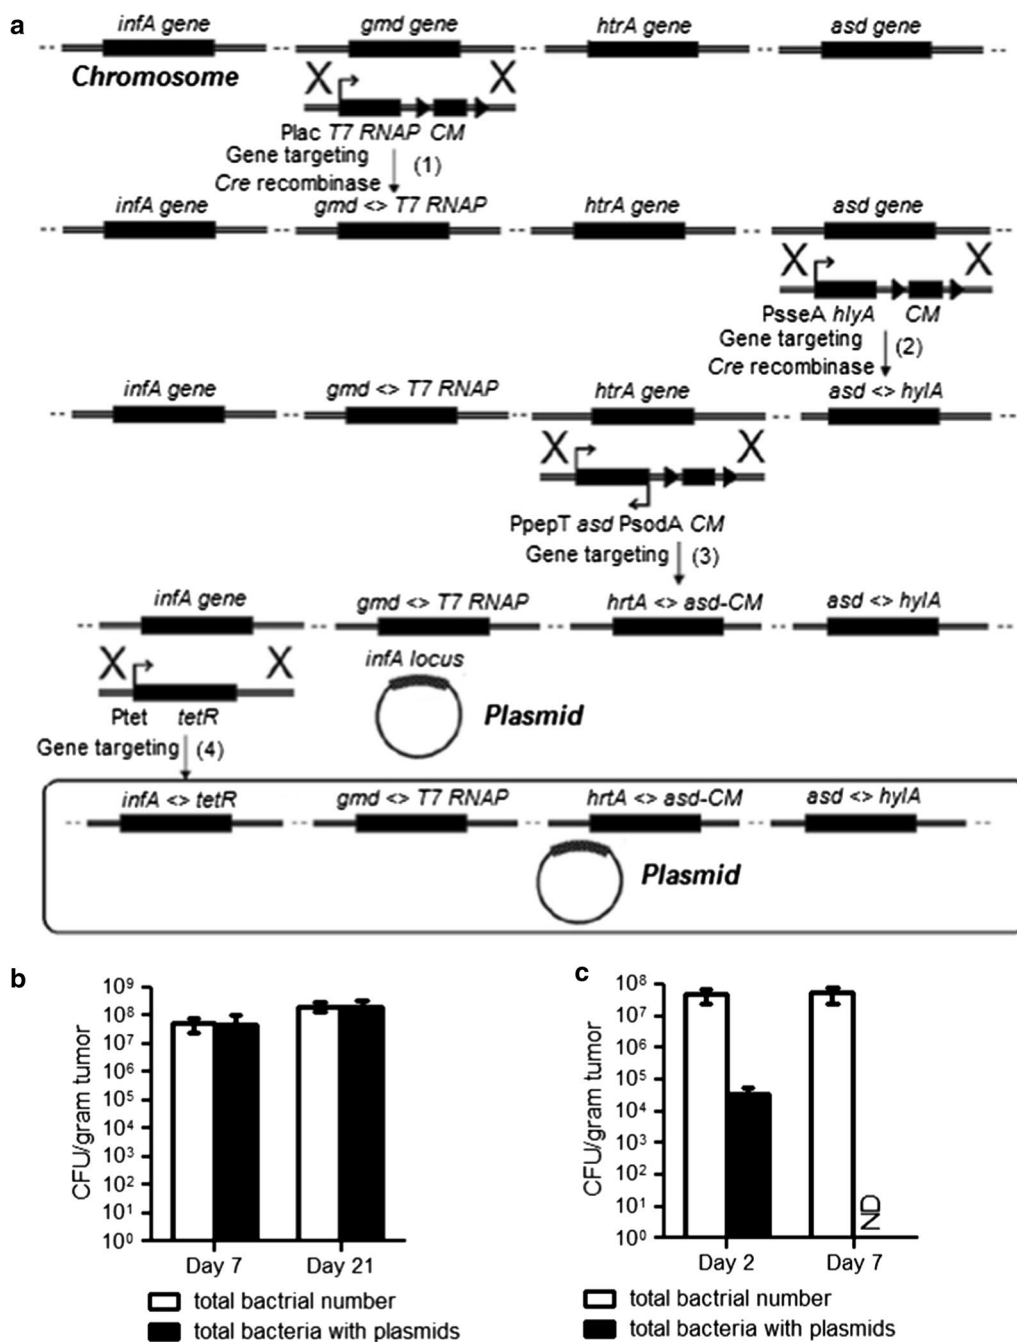 a
infA gene gmd gene htrA gene asd gene
Chromosome
X X
Plac T7 RNAP CM
Gene targeting (1)
Cre recombinase
infA gene gmd <> T7 RNAP htrA gene asd gene
X X
PsseA hlyA CM
Gene targeting (2)
Cre recombinase
infA gene gmd <> T7 RNAP htrA gene asd <> hylA
X X
PpepT asd PsodA CM
Gene targeting (3)
infA gene gmd <> T7 RNAP hrtA <> asd-CM asd <> hylA
X X
infA locus
Plasmid
Ptet tetR
Gene targeting (4)
infA <> tetR gmd <> T7 RNAP hrtA <> asd-CM asd <> hylA
Plasmid
b
CFU/gram tumor
10⁹
10⁸
10⁷
10⁶
10⁵
10⁴
10³
10²
10¹
10⁰
Day 7 Day 21
total bactrial number
total bacteria with plasmids
c
CFU/gram tumor
10⁸
10⁷
10⁶
10⁵
10⁴
10³
10²
10¹
10⁰
ND
Day 2 Day 7
total bactrial number
total bacteria with plasmids